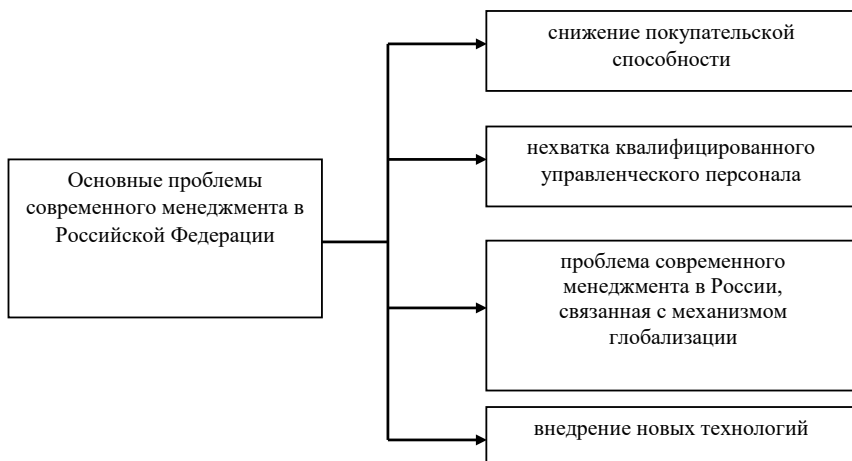 Основные проблемы
современного менеджмента в
Российской Федерации
снижение покупательской
способности
нехватка квалифицированного
управленческого персонала
проблема современного
менеджмента в России,
связанная с механизмом
глобализации
внедрение новых технологий